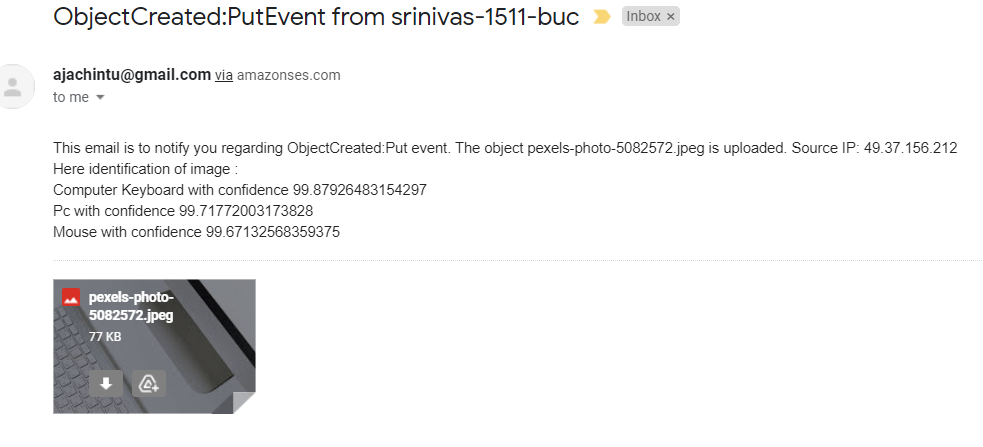 ObjectCreated:PutEvent from srinivas-1511-buc Inbox ×
ajachintu@gmail.com via amazonses.com
to me
This email is to notify you regarding ObjectCreated:Put event. The object pexels-photo-5082572.jpeg is uploaded. Source IP: 49.37.156.212
Here identification of image :
Computer Keyboard with confidence 99.87926483154297
Pc with confidence 99.71772003173828
Mouse with confidence 99.67132568359375
pexels-photo-
5082572.jpeg
77 KB